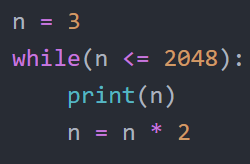 n = 3
while(n <= 2048):
    print(n)
    n = n * 2